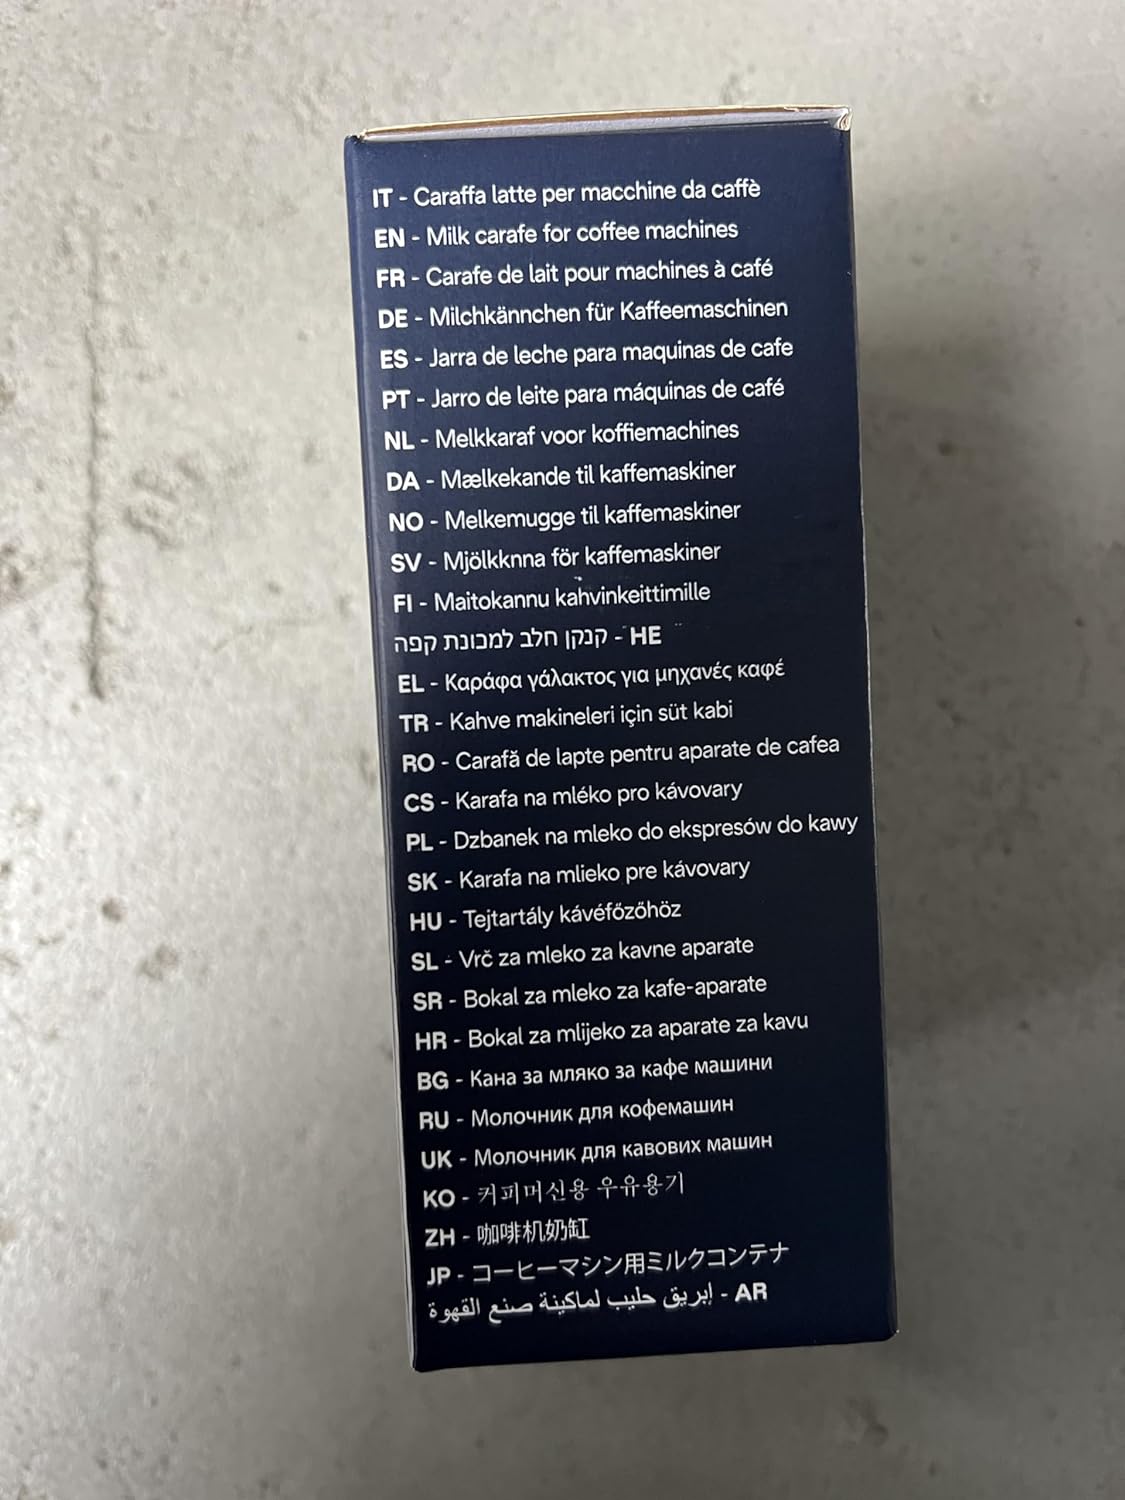 IT - Caraffa latte per macchine da caffè
EN - Milk carafe for coffee machines
FR - Carafe de lait pour machines à café
DE - Milchkännchen für Kaffeemaschinen
ES - Jarra de leche para maquinas de cafe
PT - Jarro de leite para máquinas de café
NL - Melkkaraf voor koffiemachines
DA - Mælkekande til kaffemaskiner
NO - Melkemugge til kaffemaskiner
SV - Mjölkknna för kaffemaskiner
FI - Maitokannu kahvinkeittimille
HE - קנקן חלב למכונת קפה
EL - Καράφα γάλακτος για μηχανές καφέ
TR - Kahve makineleri için süt kabi
RO - Carafă de lapte pentru aparate de cafea
CS - Karafa na mléko pro kávovary
PL - Dzbanek na mleko do ekspresów do kawy
SK - Karafa na mlieko pre kávovary
HU - Tejtartály kávéfőzőhöz
SL - Vrč za mleko za kavne aparate
SR - Bokal za mleko za kafe-aparate
HR - Bokal za mlijeko za aparate za kavu
BG - Кана за мляко за кафе машини
RU - Молочник для кофемашин
UK - Молочник для кавових машин
KO - 커피머신용 우유용기
ZH - 咖啡机奶缸
JP - コーヒーマシン用ミルクコンテナ
AR - إبريق حليب لماكينة صنع القهوة